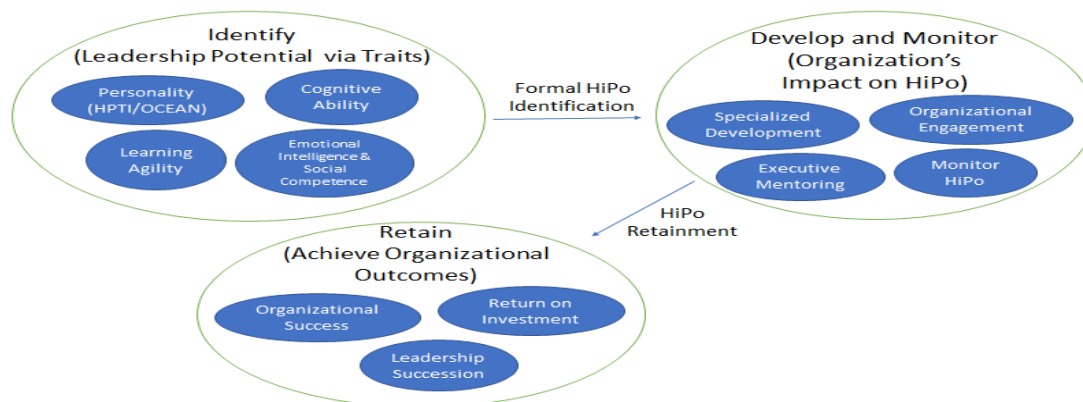 Identify
(Leadership Potential via Traits)
Personality
(HPTI/OCEAN)
Cognitive
Ability
Learning
Agility
Emotional
Intelligence &
Social
Competence
Formal HiPo
Identification
Develop and Monitor
(Organization's
Impact on HiPo)
Specialized
Development
Organizational
Engagement
Executive
Mentoring
Monitor
HiPo
HiPo
Retainment
Retain
(Achieve Organizational
Outcomes)
Organizational
Success
Return on
Investment
Leadership
Succession